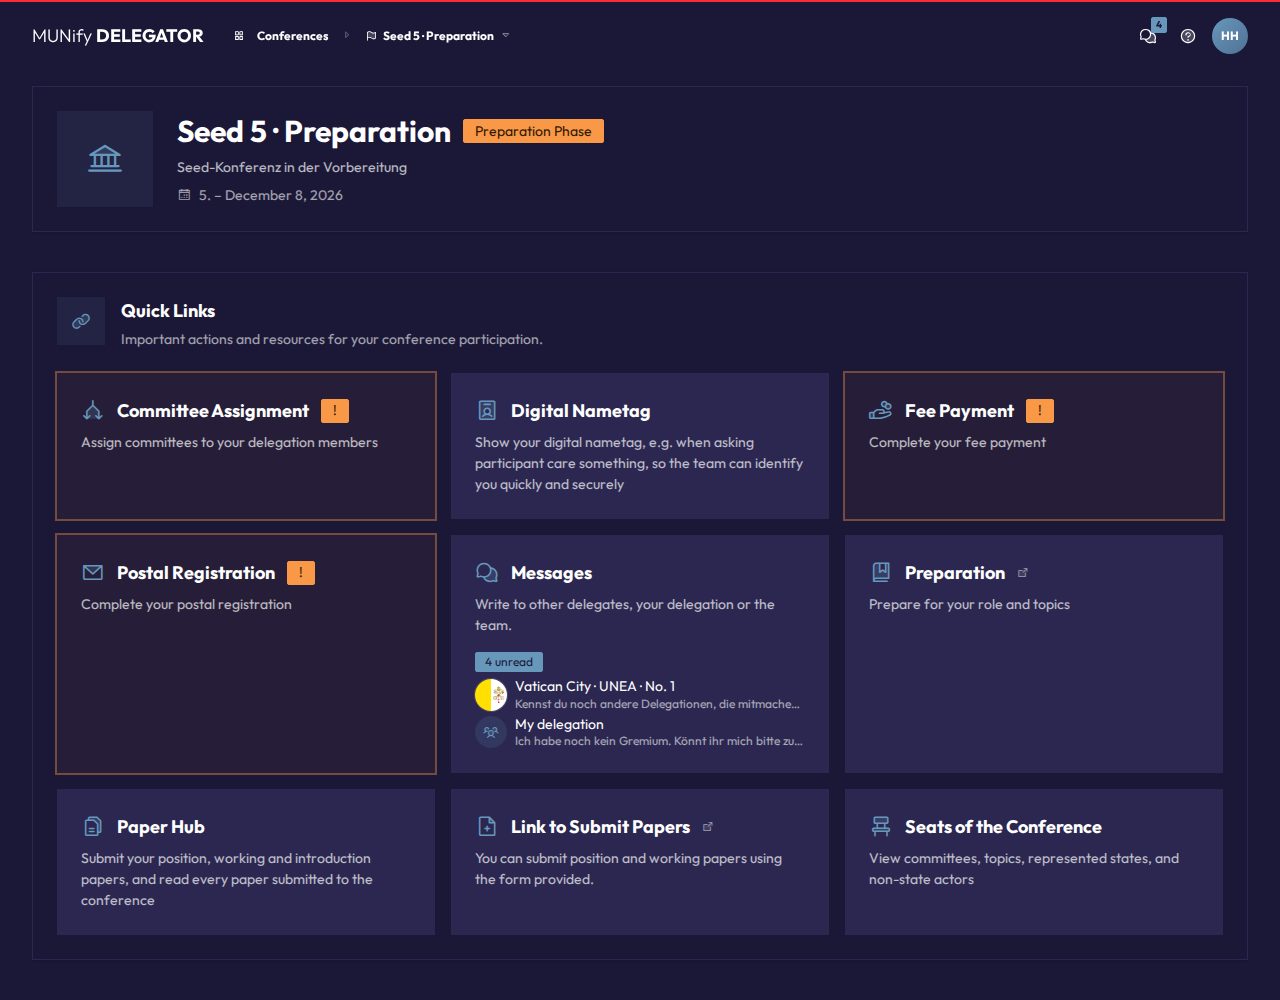 MUNify DELEGATOR
Conferences
Seed 5 · Preparation
4
HH
Seed 5 · Preparation
Preparation Phase
Seed-Konferenz in der Vorbereitung
5. – December 8, 2026
Quick Links
Important actions and resources for your conference participation.
Committee Assignment
!
Assign committees to your delegation members
Digital Nametag
Show your digital nametag, e.g. when asking
participant care something, so the team can identify
you quickly and securely
Fee Payment
!
Complete your fee payment
Postal Registration
!
Complete your postal registration
Messages
Write to other delegates, your delegation or the
team.
4 unread
Vatican City · UNEA · No. 1
Kennst du noch andere Delegationen, die mitmache...
My delegation
Ich habe noch kein Gremium. Könnt ihr mich bitte zu...
Preparation
Prepare for your role and topics
Paper Hub
Submit your position, working and introduction
papers, and read every paper submitted to the
conference
Link to Submit Papers
You can submit position and working papers using
the form provided.
Seats of the Conference
View committees, topics, represented states, and
non-state actors